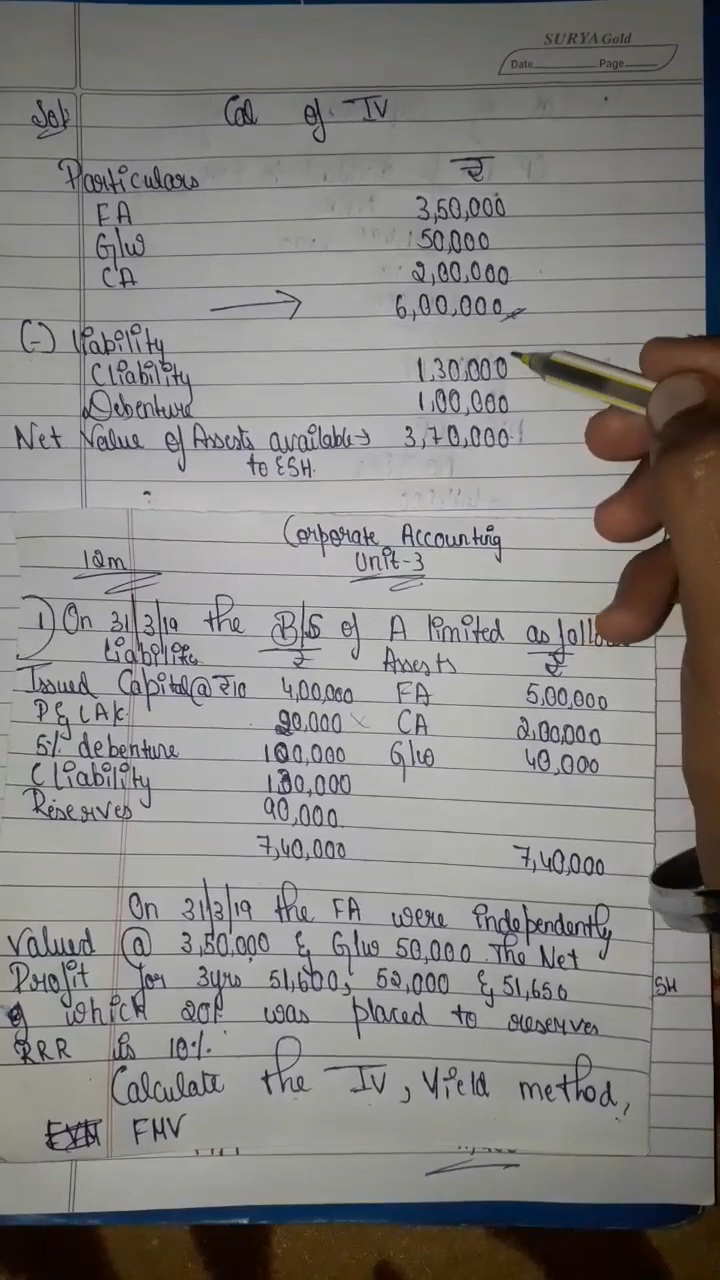 SURYA Gold
Date Page
Sol
Cal of IV
Particulars ₹
FA 3,50,000
G/w 50,000
CA 2,00,000
6,00,000
(-) Liability
C Liability 1,30,000
Debenture 1,00,000
Net Value of Assests available 3,70,000
to ESH.
Corporate Accounting
12m Unit-3
1) On 31/3/19 the B/S of A limited as follo
Liability ₹ Assests ₹
Issued Capital @ ₹10 4,00,000 FA 5,00,000
P & L A/c. 20,000 CA 2,00,000
5% debenture 100,000 G/w 40,000
C Liability 130,000
Reserves 90,000
7,40,000 7,40,000
On 31/3/19 the FA were independently
Valued @ 3,50,000 & G/w 50,000. The Net
Profit for 3yrs 51,600, 52,000 & 51,650 SH
which 20% was placed to reserves
RRR is 10%.
Calculate the IV, Yield method,
FMV